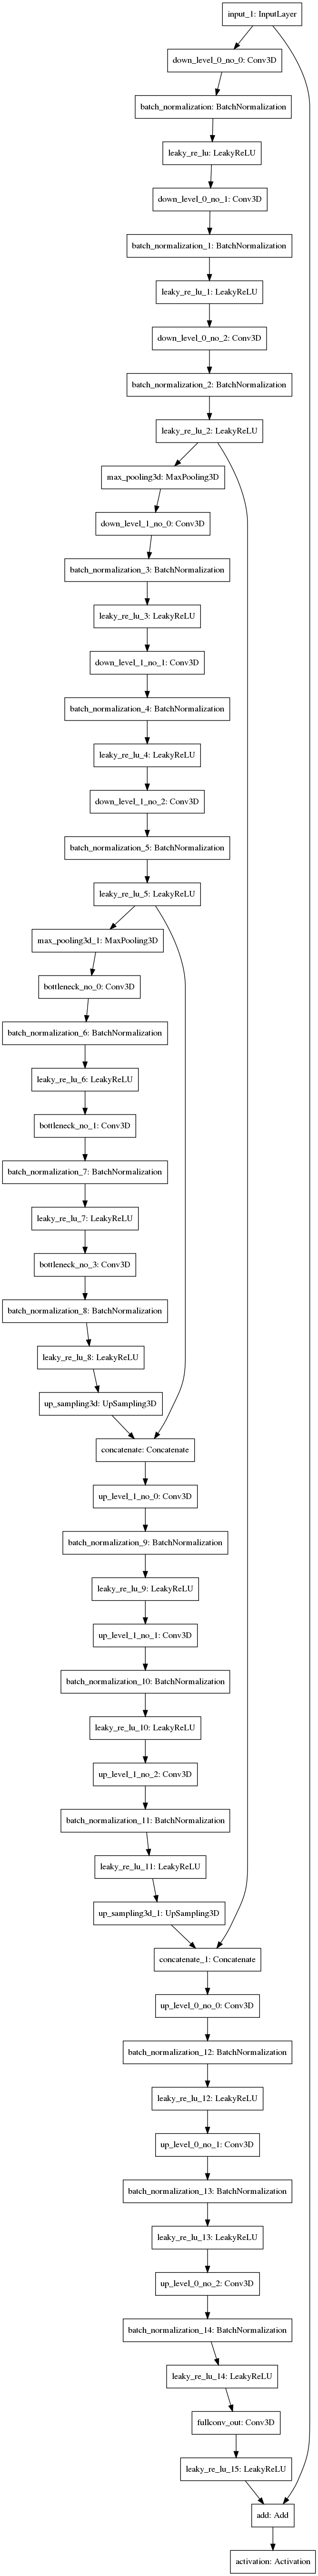 input_1: InputLayer
down_level_0_no_0: Conv3D
batch_normalization: BatchNormalization
leaky_re_lu: LeakyReLU
down_level_0_no_1: Conv3D
batch_normalization_1: BatchNormalization
leaky_re_lu_1: LeakyReLU
down_level_0_no_2: Conv3D
batch_normalization_2: BatchNormalization
leaky_re_lu_2: LeakyReLU
max_pooling3d: MaxPooling3D
down_level_1_no_0: Conv3D
batch_normalization_3: BatchNormalization
leaky_re_lu_3: LeakyReLU
down_level_1_no_1: Conv3D
batch_normalization_4: BatchNormalization
leaky_re_lu_4: LeakyReLU
down_level_1_no_2: Conv3D
batch_normalization_5: BatchNormalization
leaky_re_lu_5: LeakyReLU
max_pooling3d_1: MaxPooling3D
bottleneck_no_0: Conv3D
batch_normalization_6: BatchNormalization
leaky_re_lu_6: LeakyReLU
bottleneck_no_1: Conv3D
batch_normalization_7: BatchNormalization
leaky_re_lu_7: LeakyReLU
bottleneck_no_3: Conv3D
batch_normalization_8: BatchNormalization
leaky_re_lu_8: LeakyReLU
up_sampling3d: UpSampling3D
concatenate: Concatenate
up_level_1_no_0: Conv3D
batch_normalization_9: BatchNormalization
leaky_re_lu_9: LeakyReLU
up_level_1_no_1: Conv3D
batch_normalization_10: BatchNormalization
leaky_re_lu_10: LeakyReLU
up_level_1_no_2: Conv3D
batch_normalization_11: BatchNormalization
leaky_re_lu_11: LeakyReLU
up_sampling3d_1: UpSampling3D
concatenate_1: Concatenate
up_level_0_no_0: Conv3D
batch_normalization_12: BatchNormalization
leaky_re_lu_12: LeakyReLU
up_level_0_no_1: Conv3D
batch_normalization_13: BatchNormalization
leaky_re_lu_13: LeakyReLU
up_level_0_no_2: Conv3D
batch_normalization_14: BatchNormalization
leaky_re_lu_14: LeakyReLU
fullconv_out: Conv3D
leaky_re_lu_15: LeakyReLU
add: Add
activation: Activation